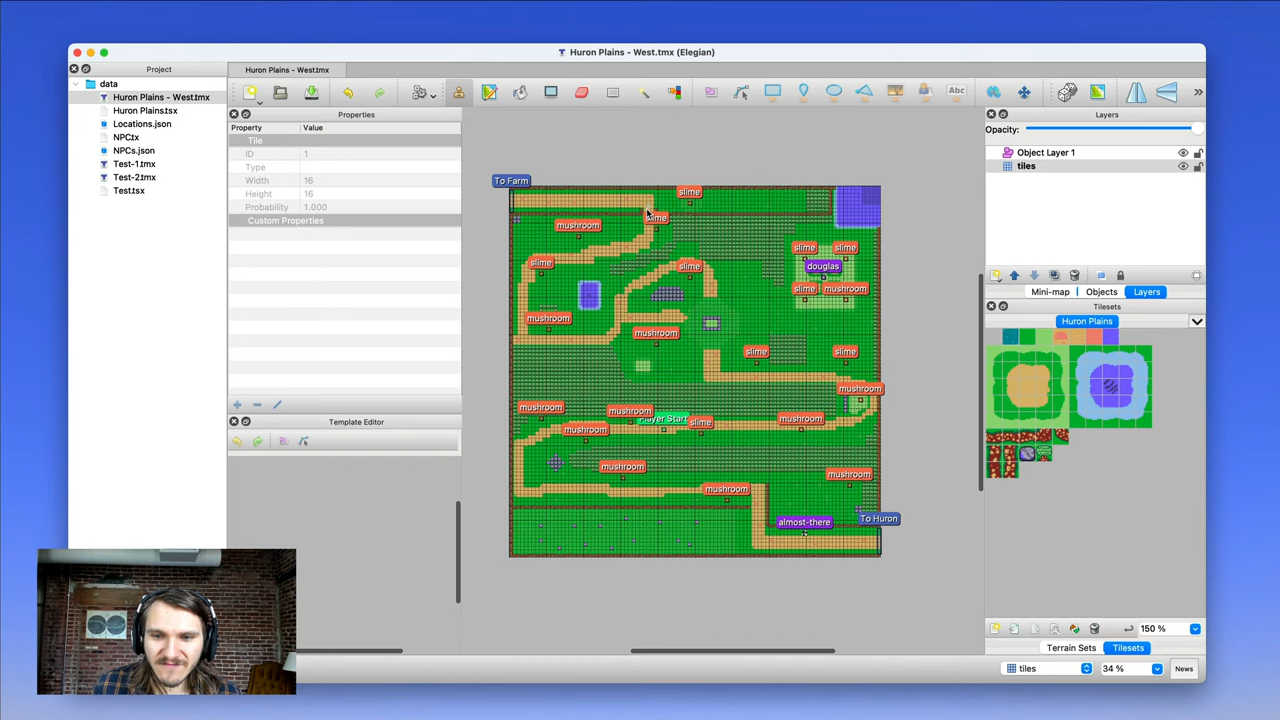 Huron Plains - West.tmx (Elegian)
Project
Huron Plains - West.tmx
data
Huron Plains - West.tmx
Huron Plains.tsx
Locations.json
NPC.tx
NPCs.json
Test-1.tmx
Test-2.tmx
Test.tsx
Abc
Properties
Property Value
Tile
ID 1
Type
Width 16
Height 16
Probability 1.000
Custom Properties
Template Editor
To Farm
slime
slime
mushroom
slime
slime
slime
slime
douglas
slime
mushroom
mushroom
mushroom
slime
slime
mushroom
mushroom
mushroom
Player Start
slime
mushroom
mushroom
mushroom
mushroom
mushroom
almost-there
To Huron
Layers
Opacity:
Object Layer 1
tiles
Mini-map Objects Layers
Tilesets
Huron Plains
150 %
Terrain Sets Tilesets
tiles 34 % News